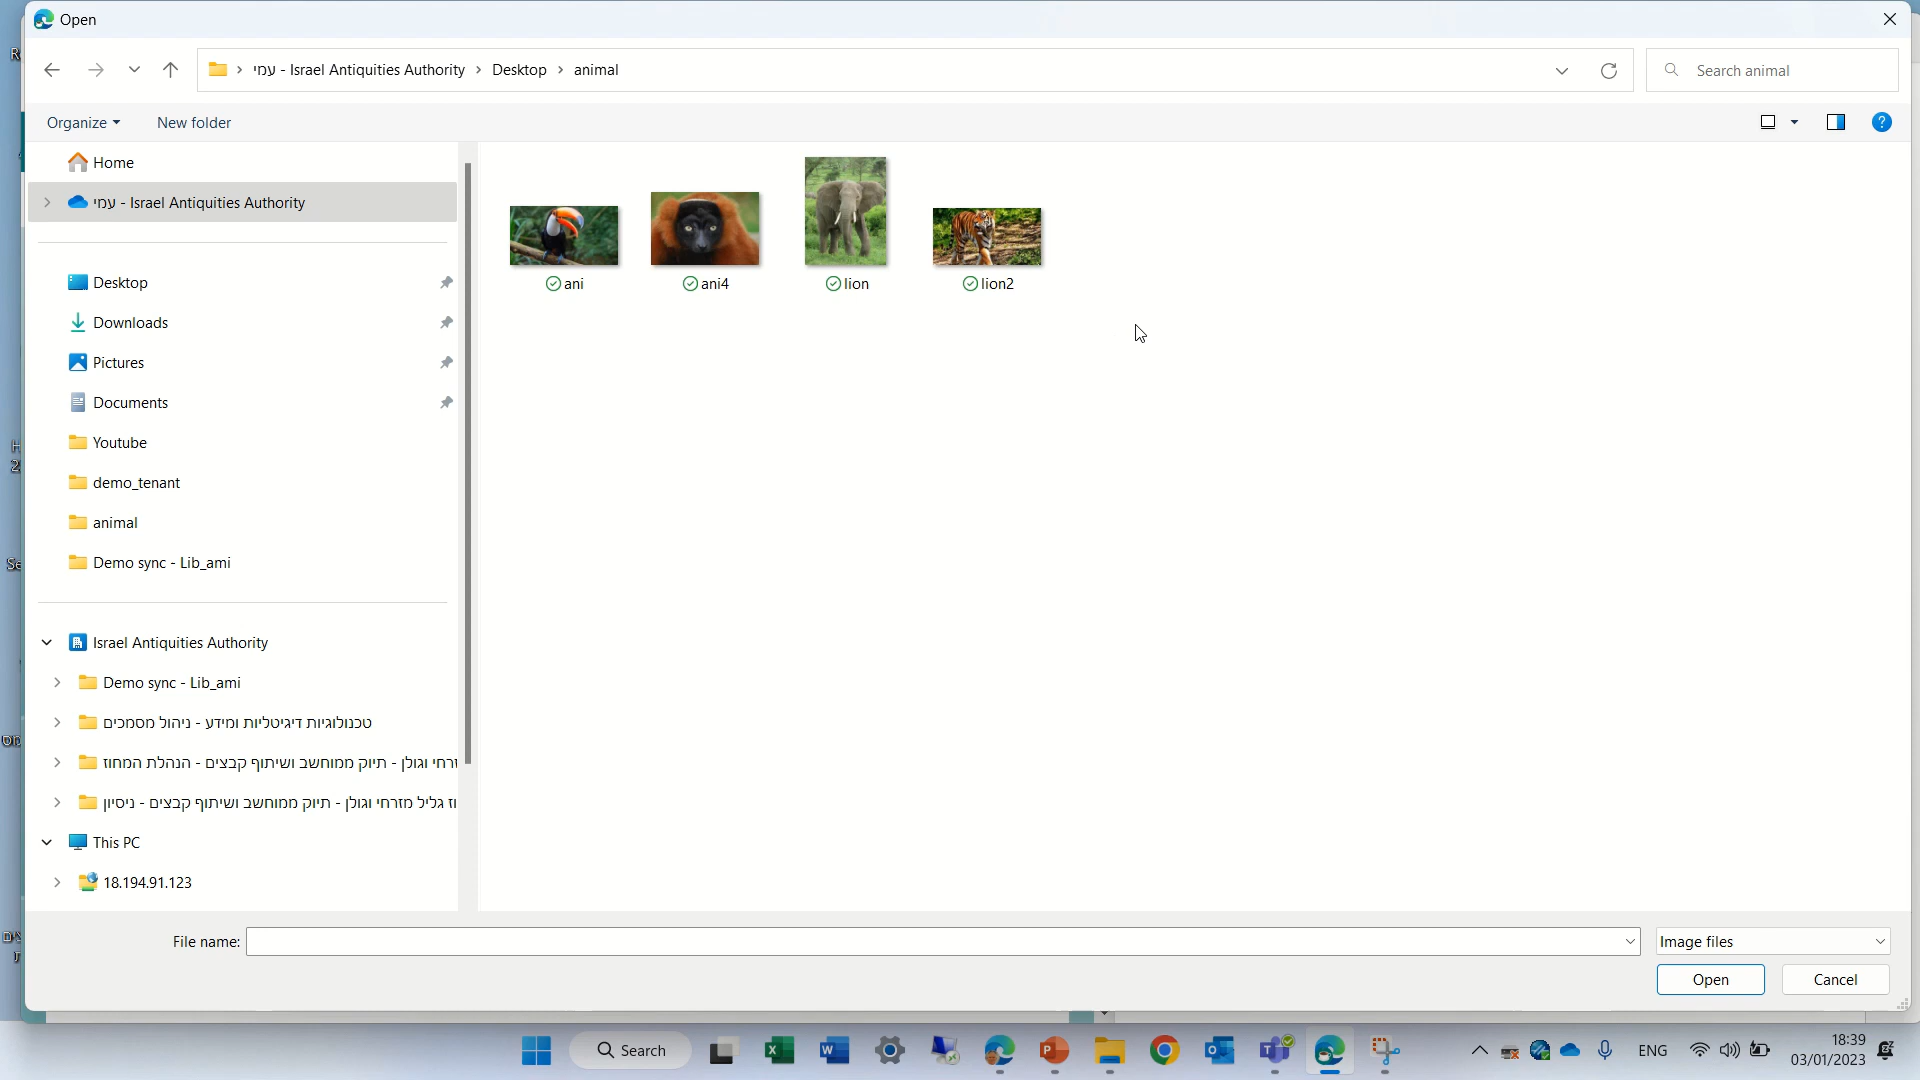 Open
עמי - Israel Antiquities Authority › Desktop › animal
Search animal
Organize
New folder
Home
עמי - Israel Antiquities Authority
Desktop
Downloads
Pictures
Documents
Youtube
demo_tenant
animal
Demo sync - Lib_ami
Israel Antiquities Authority
Demo sync - Lib_ami
טכנולוגיות דיגיטליות ומידע - ניהול מסמכים
זרחי וגולן - תיוק ממוחשב ושיתוף קבצים - הנהלת המחוז
וז גליל מזרחי וגולן - תיוק ממוחשב ושיתוף קבצים - ניסיון
This PC
18.194.91.123
ani
ani4
lion
lion2
File name:
Image files
Open
Cancel
Search
ENG
18:39
03/01/2023